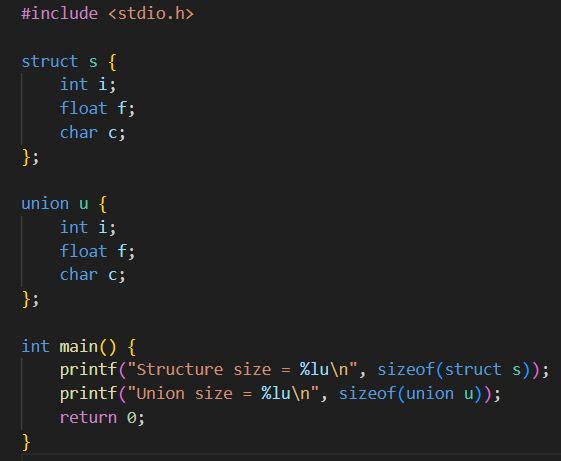 #include <stdio.h>

struct s {
    int i;
    float f;
    char c;
};

union u {
    int i;
    float f;
    char c;
};

int main() {
    printf("Structure size = %lu\n", sizeof(struct s));
    printf("Union size = %lu\n", sizeof(union u));
    return 0;
}